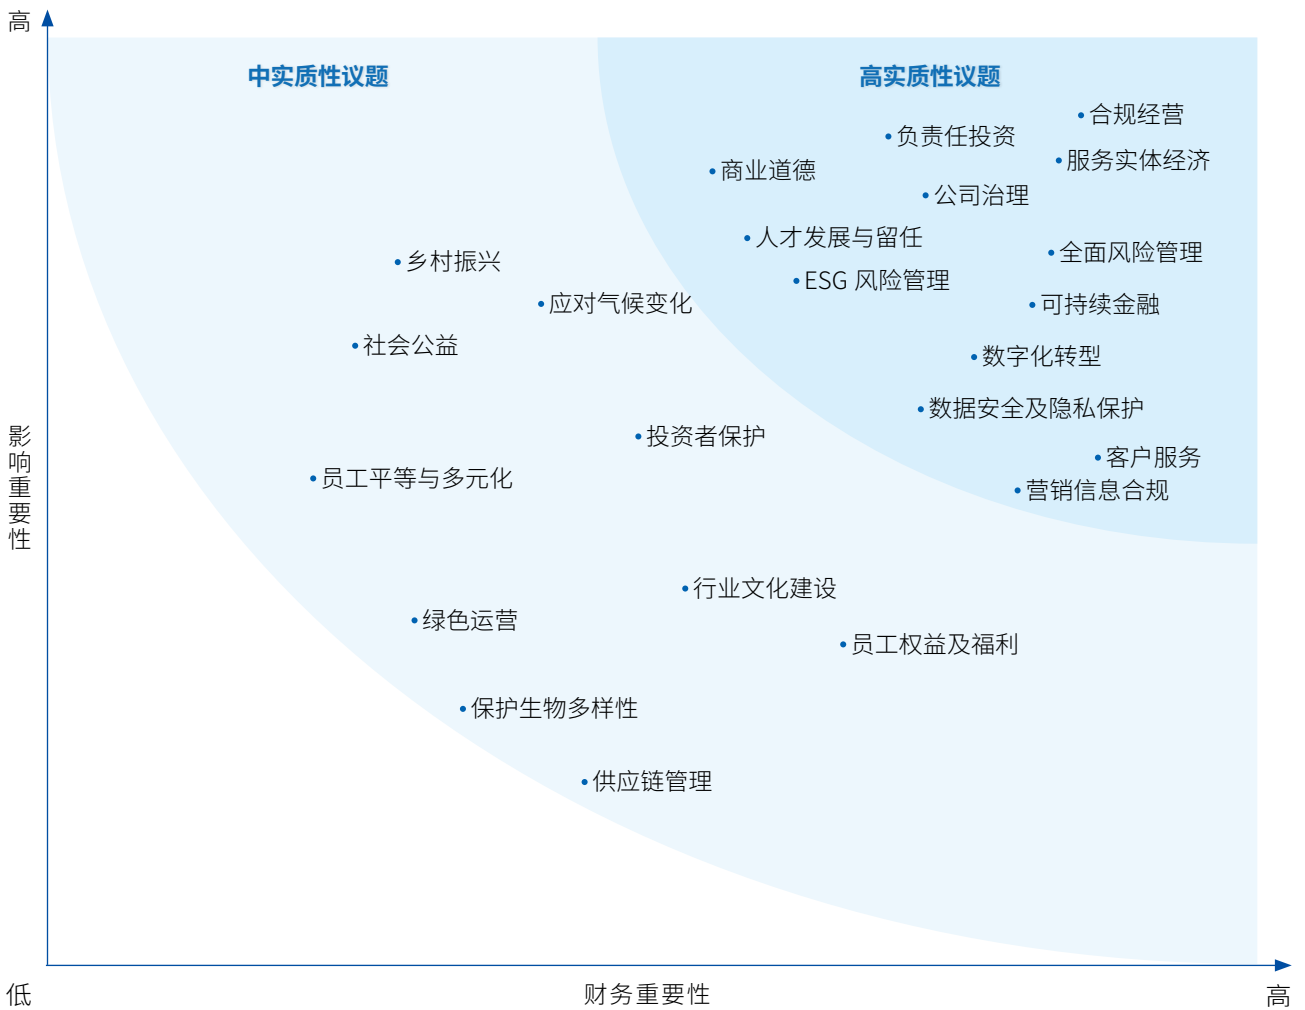 高
中实质性议题
高实质性议题
合规经营
负责任投资
服务实体经济
商业道德
公司治理
人才发展与留任
全面风险管理
乡村振兴
ESG 风险管理
应对气候变化
可持续金融
社会公益
数字化转型
数据安全及隐私保护
投资者保护
客户服务
员工平等与多元化
营销信息合规
影响重要性
行业文化建设
绿色运营
员工权益及福利
保护生物多样性
供应链管理
低
财务重要性
高